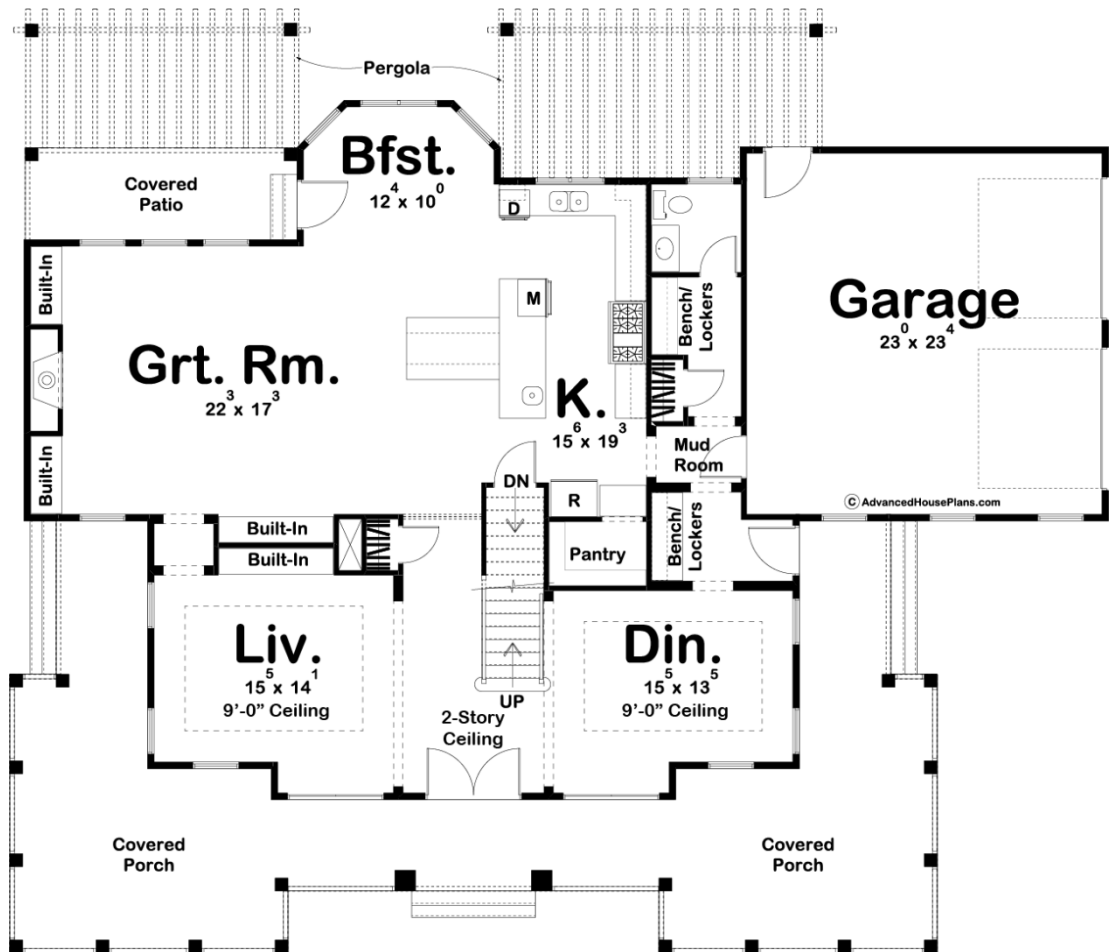 Pergola
Bfst.
12⁴ x 10⁰
Covered
Patio
D
Built-In
Bench/
Lockers
M
Garage
23⁰ x 23⁴
Grt. Rm.
22³ x 17³
K.
15⁶ x 19³
Mud
Room
DN
R
Built-In
© AdvancedHousePlans.com
Built-In
Built-In
Pantry
Bench/
Lockers
Liv.
15⁵ x 14¹
9'-0" Ceiling
Din.
15⁵ x 13⁵
9'-0" Ceiling
UP
2-Story
Ceiling
Covered
Porch
Covered
Porch